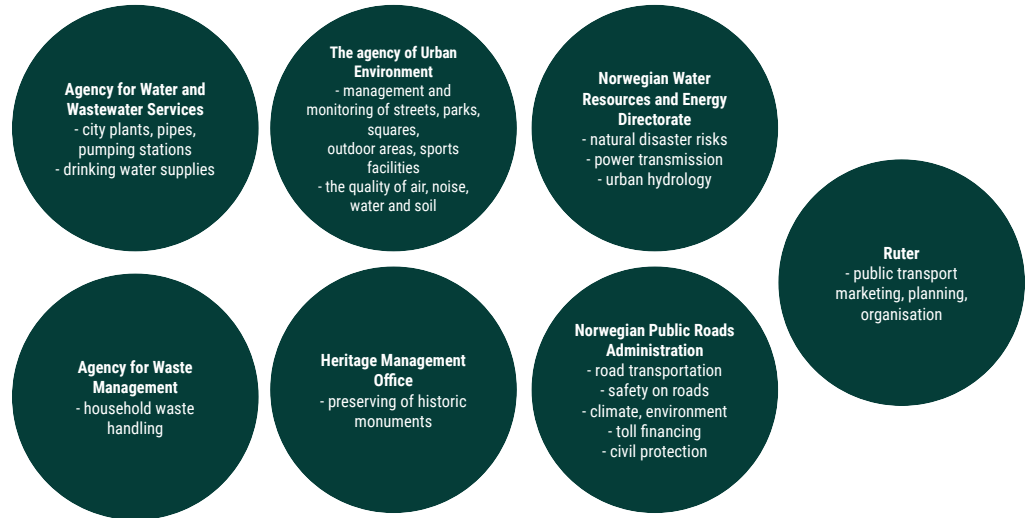 Agency for Water and
Wastewater Services
- city plants, pipes,
pumping stations
- drinking water supplies
The agency of Urban
Environment
- management and
monitoring of streets, parks,
squares,
outdoor areas, sports
facilities
- the quality of air, noise,
water and soil
Norwegian Water
Resources and Energy
Directorate
- natural disaster risks
- power transmission
- urban hydrology
Ruter
- public transport
marketing, planning,
organisation
Agency for Waste
Management
- household waste
handling
Heritage Management
Office
- preserving of historic
monuments
Norwegian Public Roads
Administration
- road transportation
- safety on roads
- climate, environment
- toll financing
- civil protection